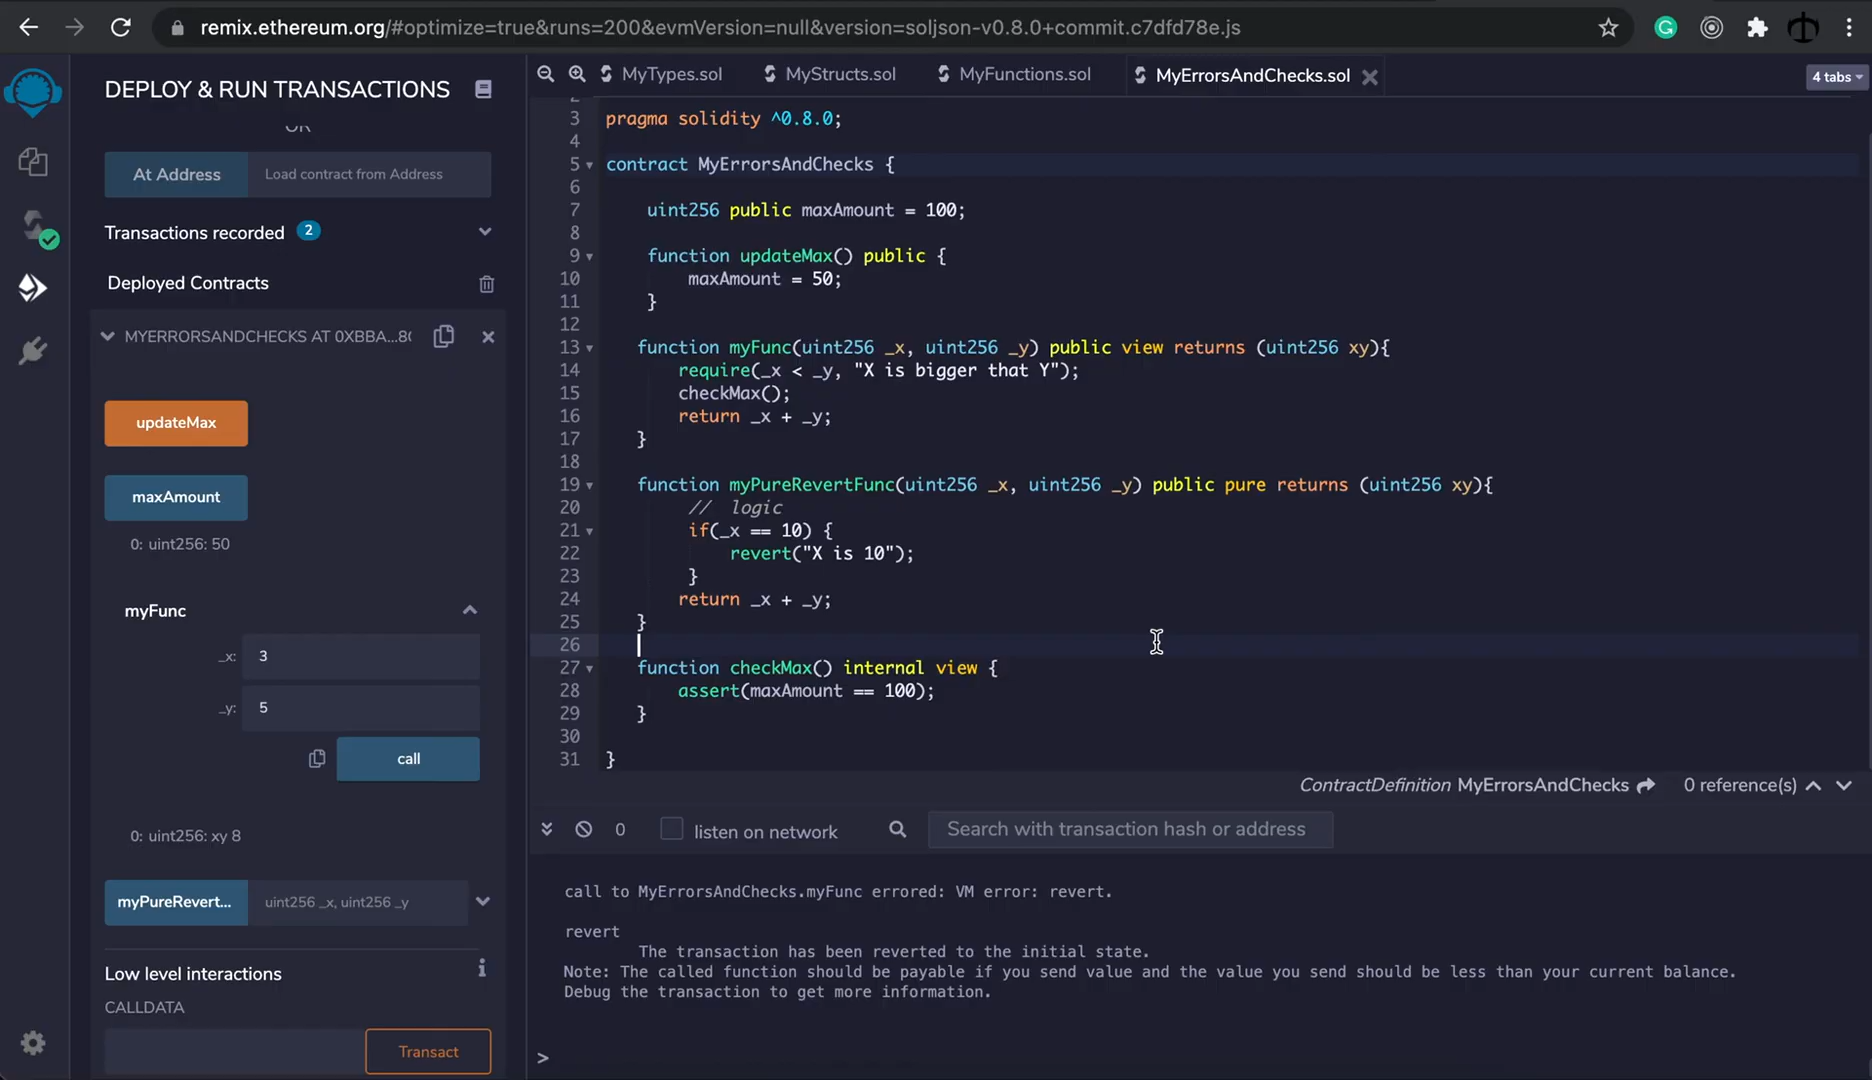 remix.ethereum.org/#optimize=true&runs=200&evmVersion=null&version=soljson-v0.8.0+commit.c7dfd78e.js
DEPLOY & RUN TRANSACTIONS
OR
At Address
Load contract from Address
Transactions recorded 2
Deployed Contracts
MYERRORSANDCHECKS AT 0XBBA...8(
updateMax
maxAmount
0: uint256: 50
myFunc
_x: 3
_y: 5
call
0: uint256: xy 8
myPureRevert...
uint256 _x, uint256 _y
Low level interactions
i
CALLDATA
Transact
MyTypes.sol
MyStructs.sol
MyFunctions.sol
MyErrorsAndChecks.sol
4 tabs
2
3 pragma solidity ^0.8.0;
4
5 contract MyErrorsAndChecks {
6
7 uint256 public maxAmount = 100;
8
9 function updateMax() public {
10 maxAmount = 50;
11 }
12
13 function myFunc(uint256 _x, uint256 _y) public view returns (uint256 xy){
14 require(_x < _y, "X is bigger that Y");
15 checkMax();
16 return _x + _y;
17 }
18
19 function myPureRevertFunc(uint256 _x, uint256 _y) public pure returns (uint256 xy){
20 // logic
21 if(_x == 10) {
22 revert("X is 10");
23 }
24 return _x + _y;
25 }
26
27 function checkMax() internal view {
28 assert(maxAmount == 100);
29 }
30
31 }
ContractDefinition MyErrorsAndChecks
0 reference(s)
0
listen on network
Search with transaction hash or address
call to MyErrorsAndChecks.myFunc errored: VM error: revert.
revert
The transaction has been reverted to the initial state.
Note: The called function should be payable if you send value and the value you send should be less than your current balance.
Debug the transaction to get more information.
>